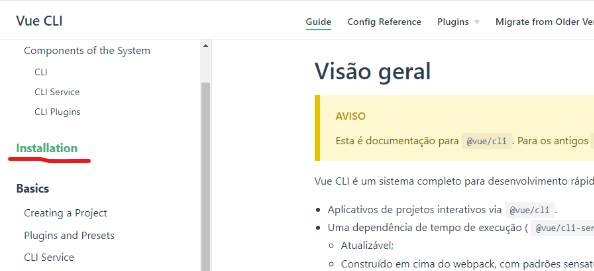 Vue CLI
Guide Config Reference Plugins Migrate from Older
Components of the System
CLI
CLI Service
CLI Plugins
Installation
Basics
Creating a Project
Plugins and Presets
CLI Service
Visão geral
AVISO
Esta é documentação para @vue/cli. Para os antigos
Vue CLI é um sistema completo para desenvolvimento
Aplicativos de projetos interativos via @vue/cli.
Uma dependência de tempo de execução ( @vue/cli-ser
Atualizável;
Construído em cima do webpack, com padrões